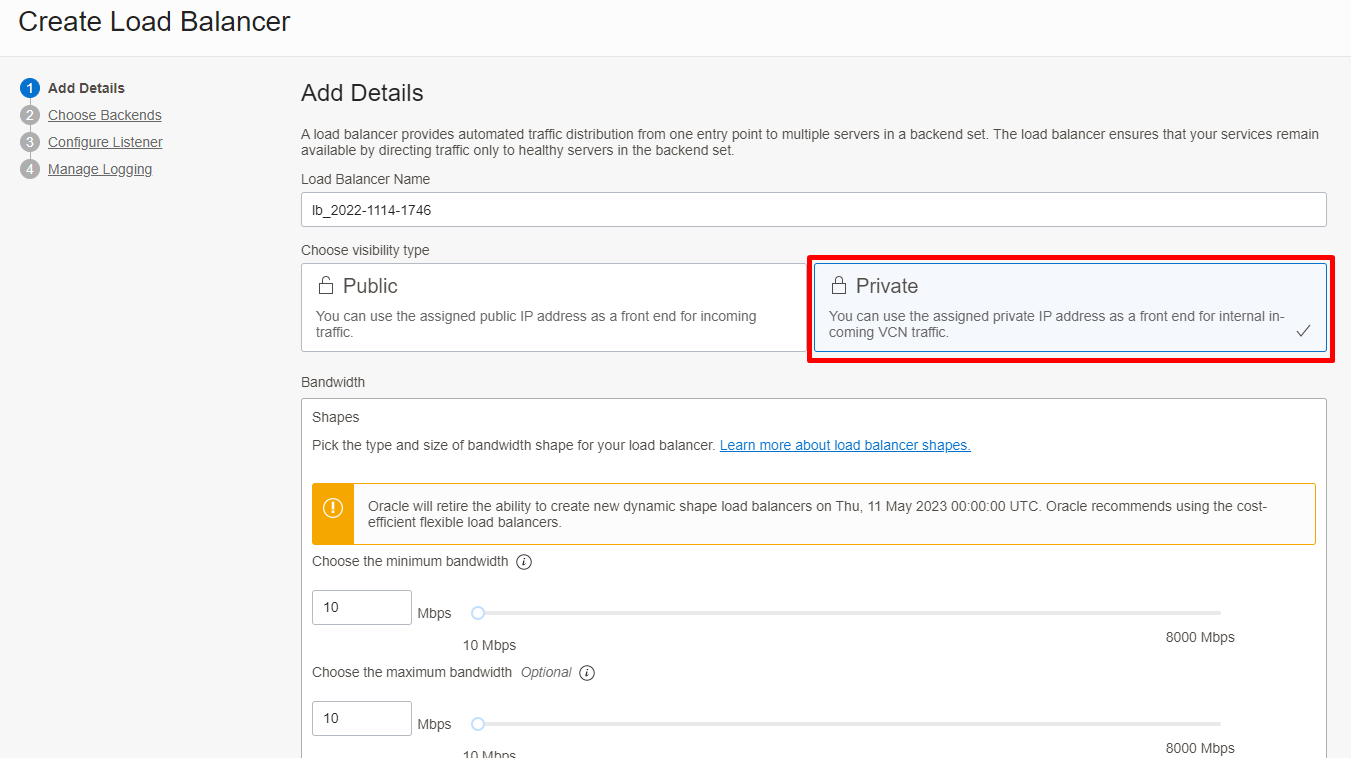 Create Load Balancer
1 Add Details
2 Choose Backends
3 Configure Listener
4 Manage Logging
Add Details
A load balancer provides automated traffic distribution from one entry point to multiple servers in a backend set. The load balancer ensures that your services remain
available by directing traffic only to healthy servers in the backend set.
Load Balancer Name
lb_2022-1114-1746
Choose visibility type
Public
You can use the assigned public IP address as a front end for incoming
traffic.
Private
You can use the assigned private IP address as a front end for internal in-
coming VCN traffic.
Bandwidth
Shapes
Pick the type and size of bandwidth shape for your load balancer. Learn more about load balancer shapes.
Oracle will retire the ability to create new dynamic shape load balancers on Thu, 11 May 2023 00:00:00 UTC. Oracle recommends using the cost-
efficient flexible load balancers.
Choose the minimum bandwidth
10 Mbps
10 Mbps
8000 Mbps
Choose the maximum bandwidth Optional
10 Mbps
10 Mbps
8000 Mbps